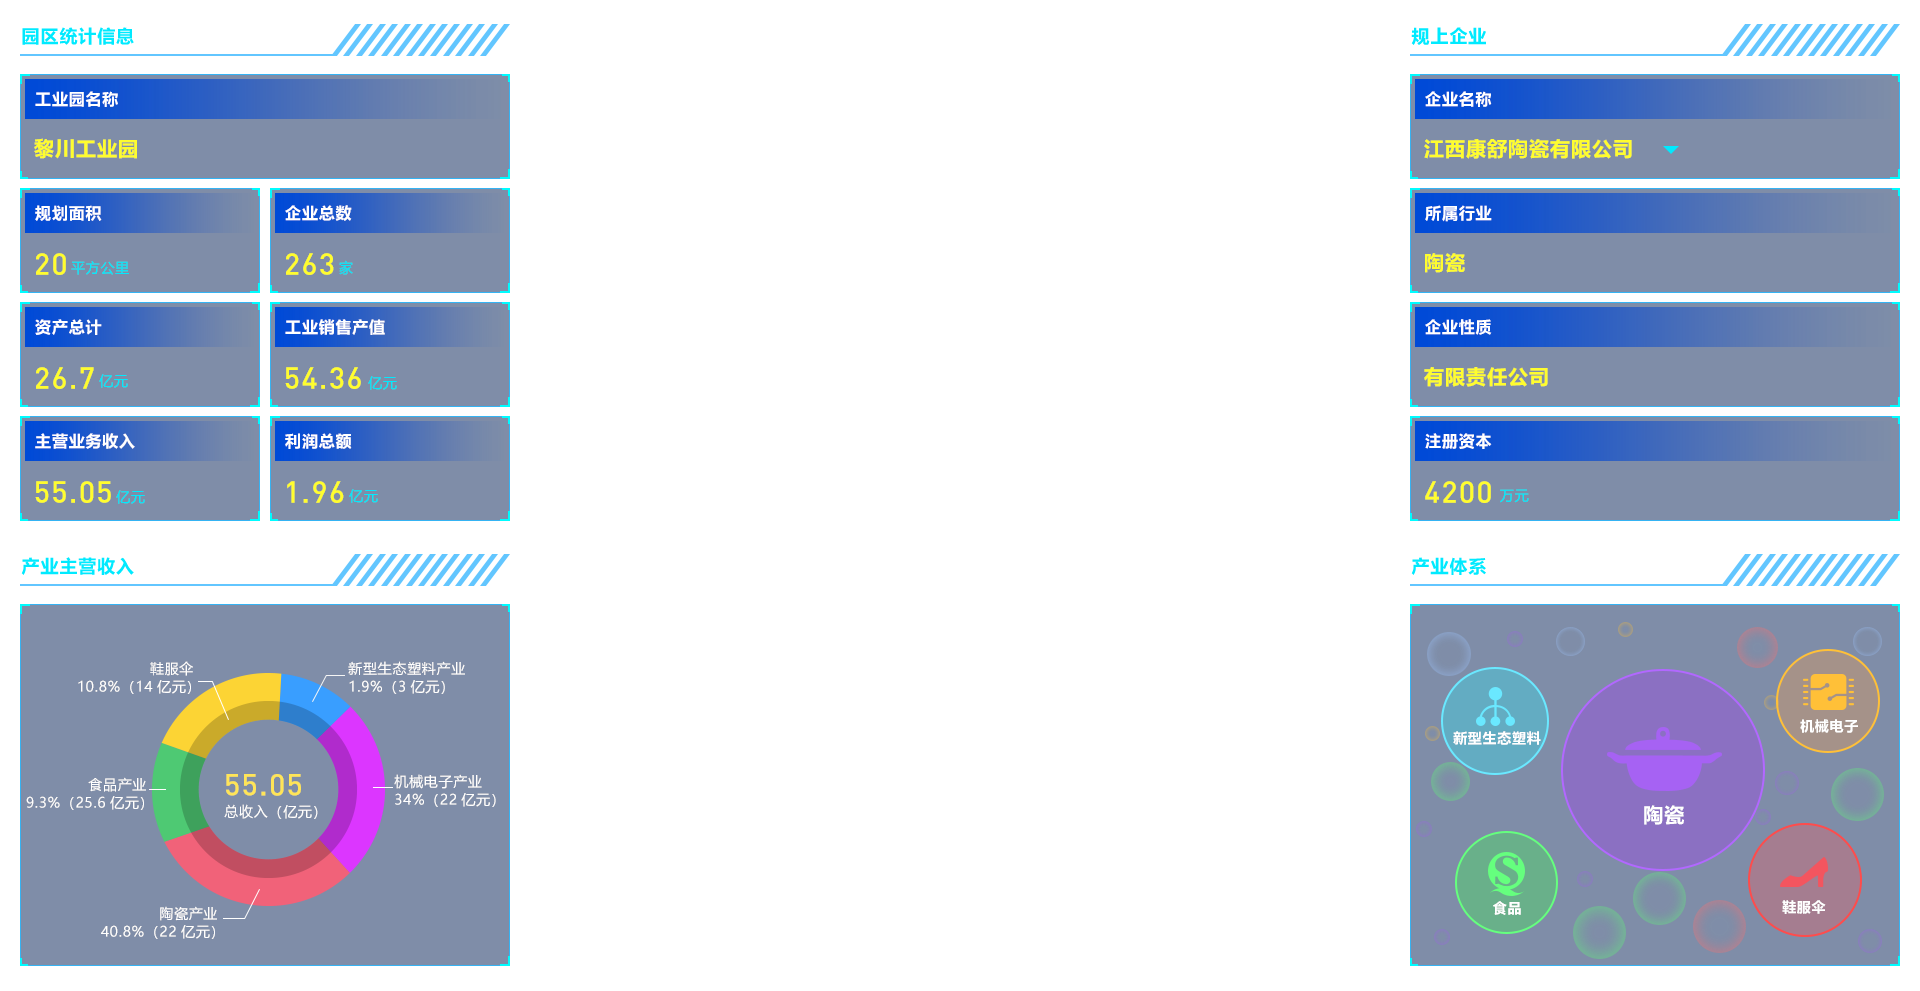 园区统计信息
工业园名称
黎川工业园
规划面积
20 平方公里
企业总数
263 家
资产总计
26.7 亿元
工业销售产值
54.36 亿元
主营业务收入
55.05 亿元
利润总额
1.96 亿元
产业主营收入
鞋服伞
10.8%（14 亿元）
新型生态塑料产业
1.9%（3 亿元）
食品产业
9.3%（25.6 亿元）
55.05
总收入（亿元）
机械电子产业
34%（22 亿元）
陶瓷产业
40.8%（22 亿元）
规上企业
企业名称
江西康舒陶瓷有限公司
所属行业
陶瓷
企业性质
有限责任公司
注册资本
4200 万元
产业体系
新型生态塑料
机械电子
陶瓷
食品
鞋服伞